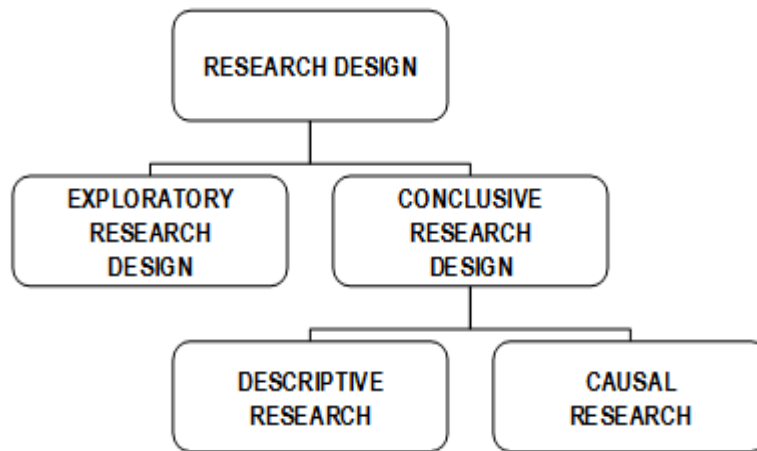 RESEARCH DESIGN
EXPLORATORY
RESEARCH
DESIGN
CONCLUSIVE
RESEARCH
DESIGN
DESCRIPTIVE
RESEARCH
CAUSAL
RESEARCH